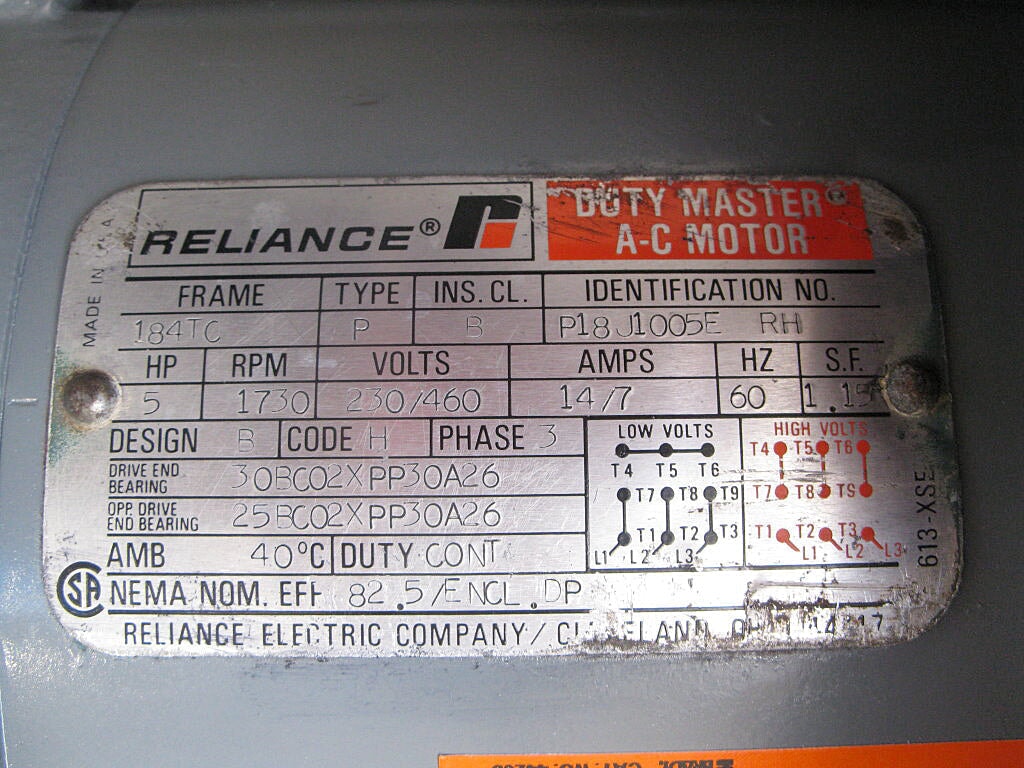 RELIANCE®
DUTY MASTER®
A-C MOTOR
MADE IN U.S.A.
FRAME TYPE INS. CL. IDENTIFICATION NO.
184TC P B P18J1005E RH
HP RPM VOLTS AMPS HZ S.F.
5 1730 230/460 14/7 60 1.15
DESIGN B CODE H PHASE 3
DRIVE END
BEARING 30BC02XPP30A26
OPP. DRIVE
END BEARING 25BC02XPP30A26
AMB 40°C DUTY CONT
NEMA NOM. EFF 82.5/ENCL.DP
LOW VOLTS
T4 T5 T6
T7 T8 T9
T1 T2 T3
L1 L2 L3
HIGH VOLTS
T4 T5 T6
T7 T8 T9
T1 T2 T3
L1 L2 L3
613-XSE
SA
RELIANCE ELECTRIC COMPANY/CLEVELAND,
CAT. NO.